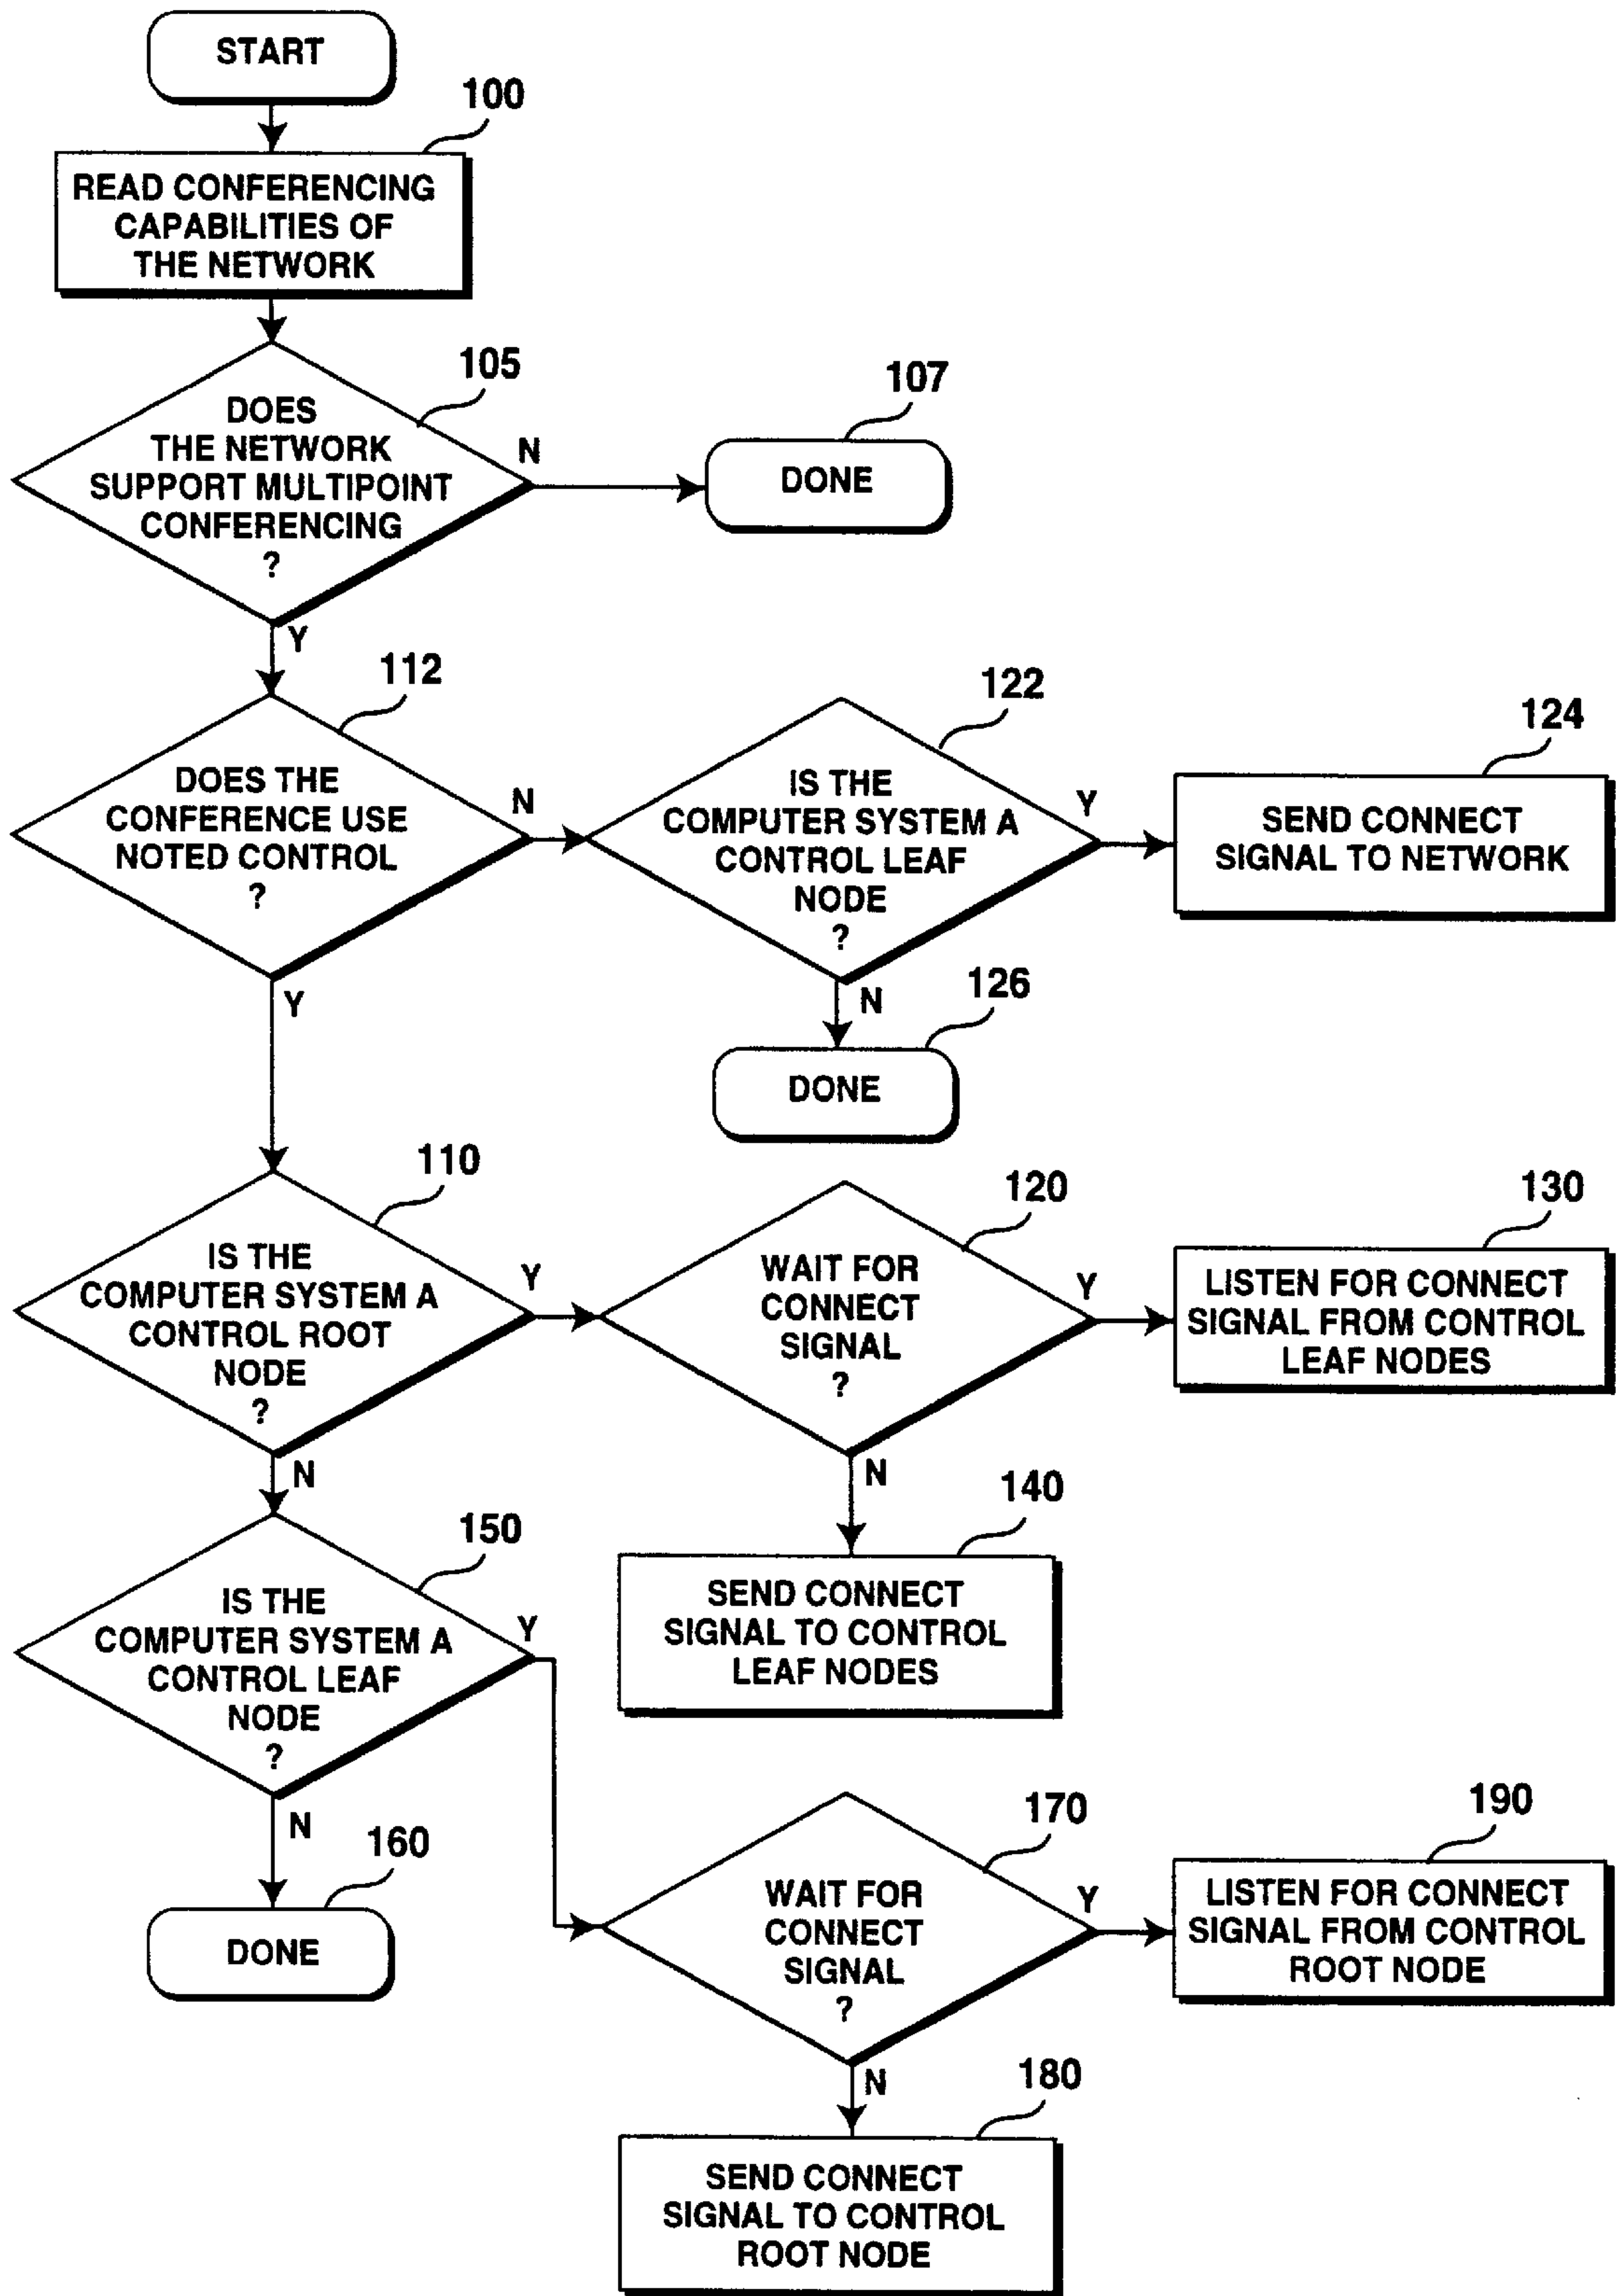 START
100
READ CONFERENCING
CAPABILITIES OF
THE NETWORK
105
DOES
THE NETWORK
SUPPORT MULTIPOINT
CONFERENCING
?
N
107
DONE
Y
112
DOES THE
CONFERENCE USE
NOTED CONTROL
?
N
122
IS THE
COMPUTER SYSTEM A
CONTROL LEAF
NODE
?
Y
124
SEND CONNECT
SIGNAL TO NETWORK
N
126
DONE
Y
110
IS THE
COMPUTER SYSTEM A
CONTROL ROOT
NODE
?
Y
120
WAIT FOR
CONNECT
SIGNAL
?
Y
130
LISTEN FOR CONNECT
SIGNAL FROM CONTROL
LEAF NODES
N
140
SEND CONNECT
SIGNAL TO CONTROL
LEAF NODES
N
150
IS THE
COMPUTER SYSTEM A
CONTROL LEAF
NODE
?
Y
N
160
DONE
170
WAIT FOR
CONNECT
SIGNAL
?
Y
190
LISTEN FOR CONNECT
SIGNAL FROM CONTROL
ROOT NODE
N
180
SEND CONNECT
SIGNAL TO CONTROL
ROOT NODE